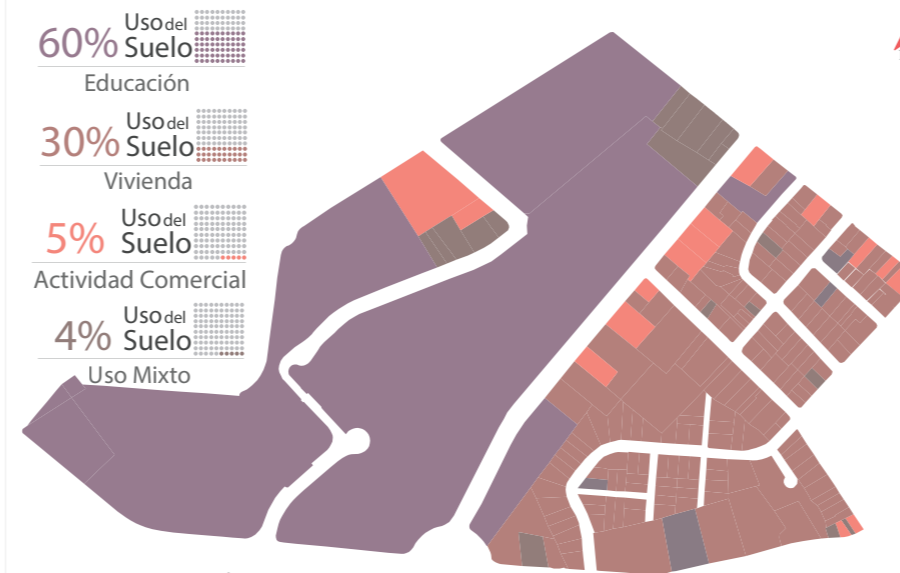 60% Uso del Suelo
Educación
30% Uso del Suelo
Vivienda
5% Uso del Suelo
Actividad Comercial
4% Uso del Suelo
Uso Mixto